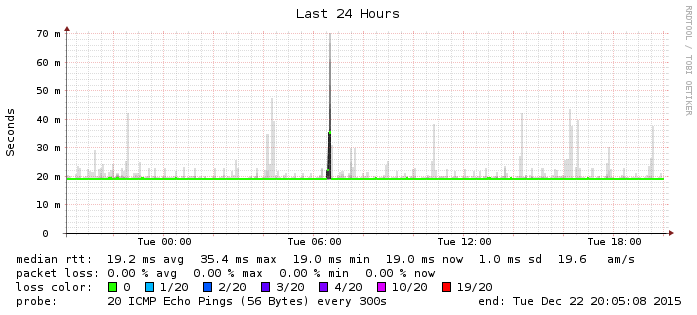 Last 24 Hours
RRDTOOL / TOBI OETIKER
Seconds
70 m
60 m
50 m
40 m
30 m
20 m
10 m
0
Tue 00:00 Tue 06:00 Tue 12:00 Tue 18:00
median rtt: 19.2 ms avg 35.4 ms max 19.0 ms min 19.0 ms now 1.0 ms sd 19.6 am/s
packet loss: 0.00 % avg 0.00 % max 0.00 % min 0.00 % now
loss color: 0 1/20 2/20 3/20 4/20 10/20 19/20
probe: 20 ICMP Echo Pings (56 Bytes) every 300s end: Tue Dec 22 20:05:08 2015